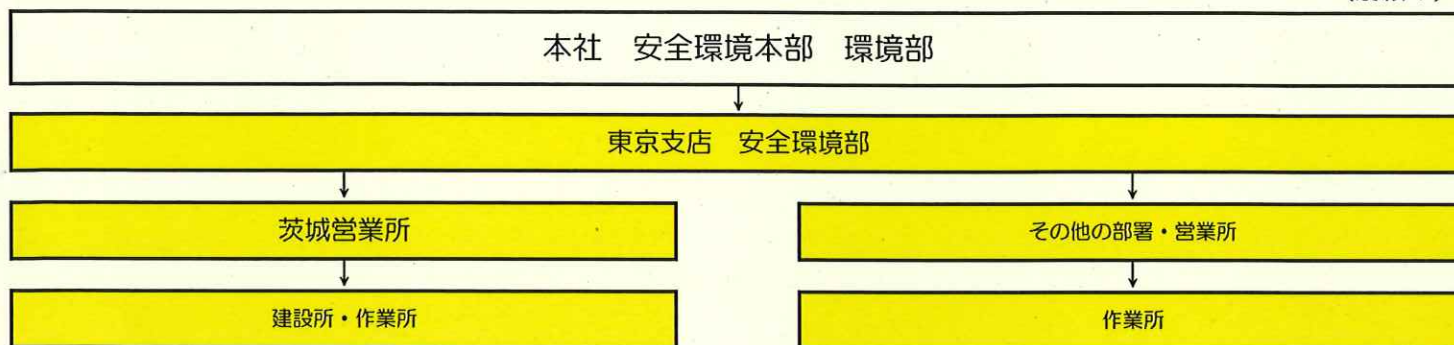 本社　安全環境本部　環境部
東京支店　安全環境部
茨城営業所
その他の部署・営業所
建設所・作業所
作業所